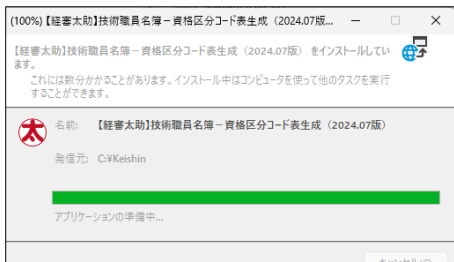 (100%) 【経審太助】技術職員名簿－資格区分コード表生成（2024.07版...
【経審太助】技術職員名簿－資格区分コード表生成（2024.07版）をインストールしてい
ます。
これには数分かかることがあります。インストール中はコンピュータを使って他のタスクを実行
することができます。
太
名前: 【経審太助】技術職員名簿－資格区分コード表生成（2024.07版）
発信元: C:¥Keishin
アプリケーションの準備中...